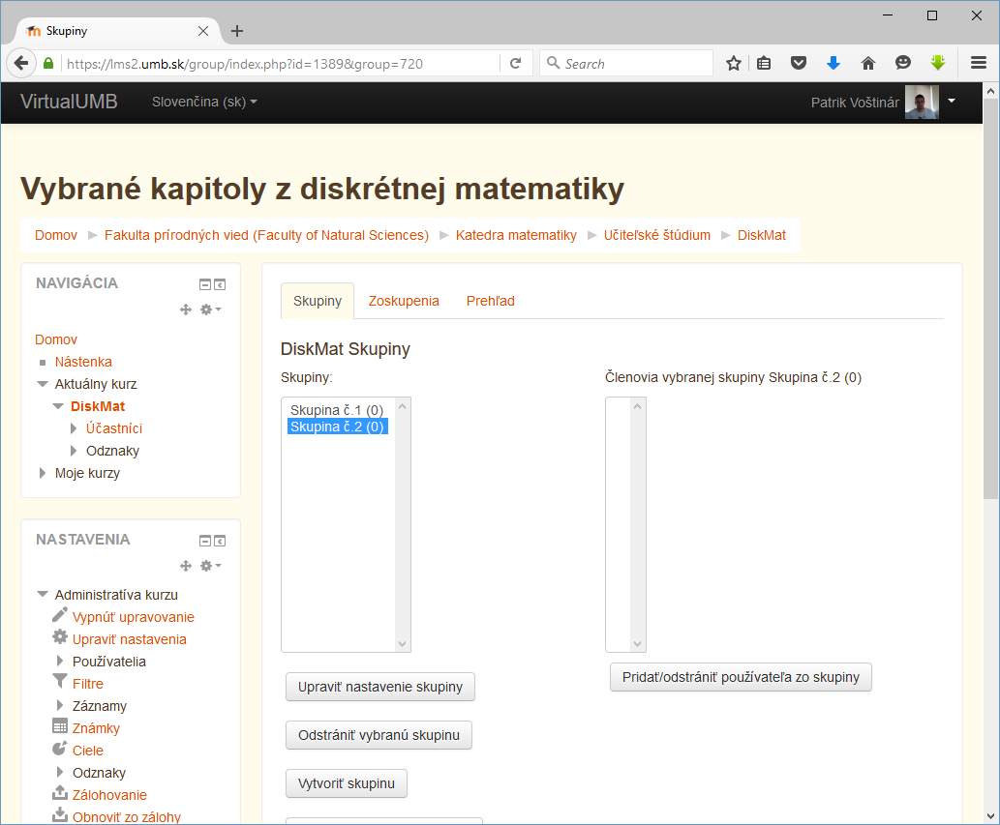 Skupiny
https://lms2.umb.sk/group/index.php?id=1389&group=720
Search
VirtualUMB
Slovenčina (sk)
Patrik Voštinár
Vybrané kapitoly z diskrétnej matematiky
Domov
Fakulta prírodných vied (Faculty of Natural Sciences)
Katedra matematiky
Učiteľské štúdium
DiskMat
NAVIGÁCIA
Domov
Nástenka
Aktuálny kurz
DiskMat
Účastníci
Odznaky
Moje kurzy
NASTAVENIA
Administratíva kurzu
Vypnúť upravovanie
Upraviť nastavenia
Používatelia
Filtre
Záznamy
Známky
Ciele
Odznaky
Zálohovanie
Obnoviť zo zálohy
Skupiny
Zoskupenia
Prehľad
DiskMat Skupiny
Skupiny:
Skupina č.1 (0)
Skupina č.2 (0)
Upraviť nastavenie skupiny
Odstrániť vybranú skupinu
Vytvoriť skupinu
Členovia vybranej skupiny Skupina č.2 (0)
Pridať/odstrániť používateľa zo skupiny